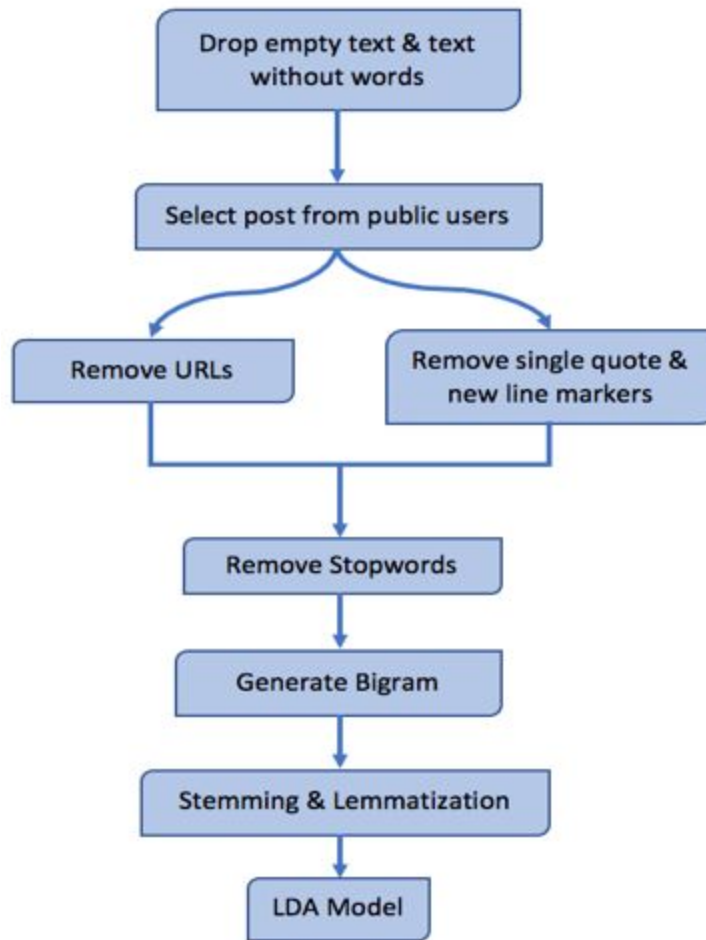 Drop empty text & text
without words
Select post from public users
Remove URLs
Remove single quote &
new line markers
Remove Stopwords
Generate Bigram
Stemming & Lemmatization
LDA Model